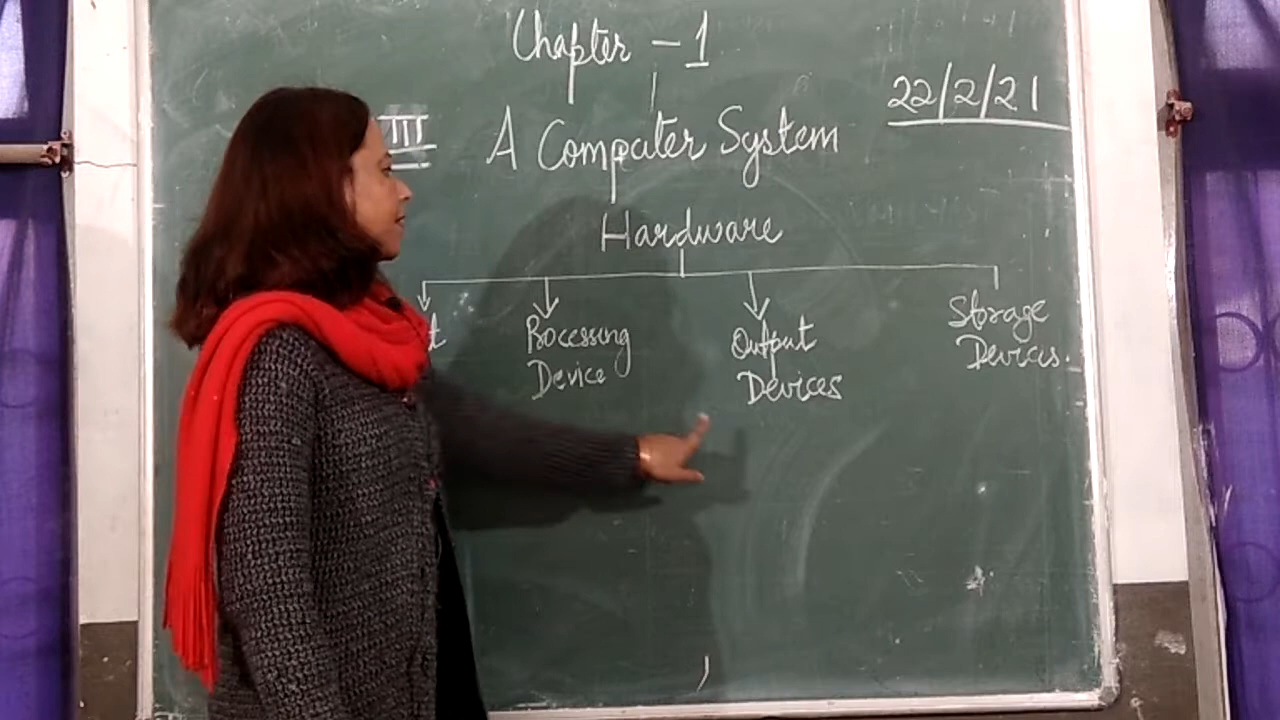 Chapter - 1
22/2/21
III
A Computer System
Hardware
Processing
Device
Output
Devices
Storage
Devices.